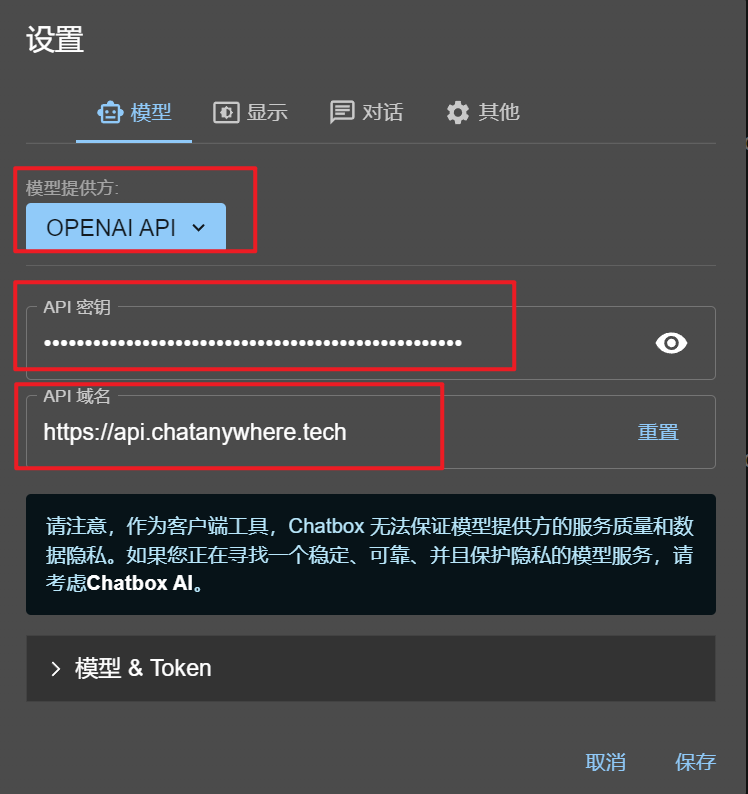 设置
模型 显示 对话 其他
模型提供方:
OPENAI API
API 密钥
••••••••••••••••••••••••••••••••••••••••••••••••••••
API 域名
https://api.chatanywhere.tech 重置
请注意，作为客户端工具，Chatbox 无法保证模型提供方的服务质量和数
据隐私。如果您正在寻找一个稳定、可靠、并且保护隐私的模型服务，请
考虑Chatbox AI。
模型 & Token
取消 保存